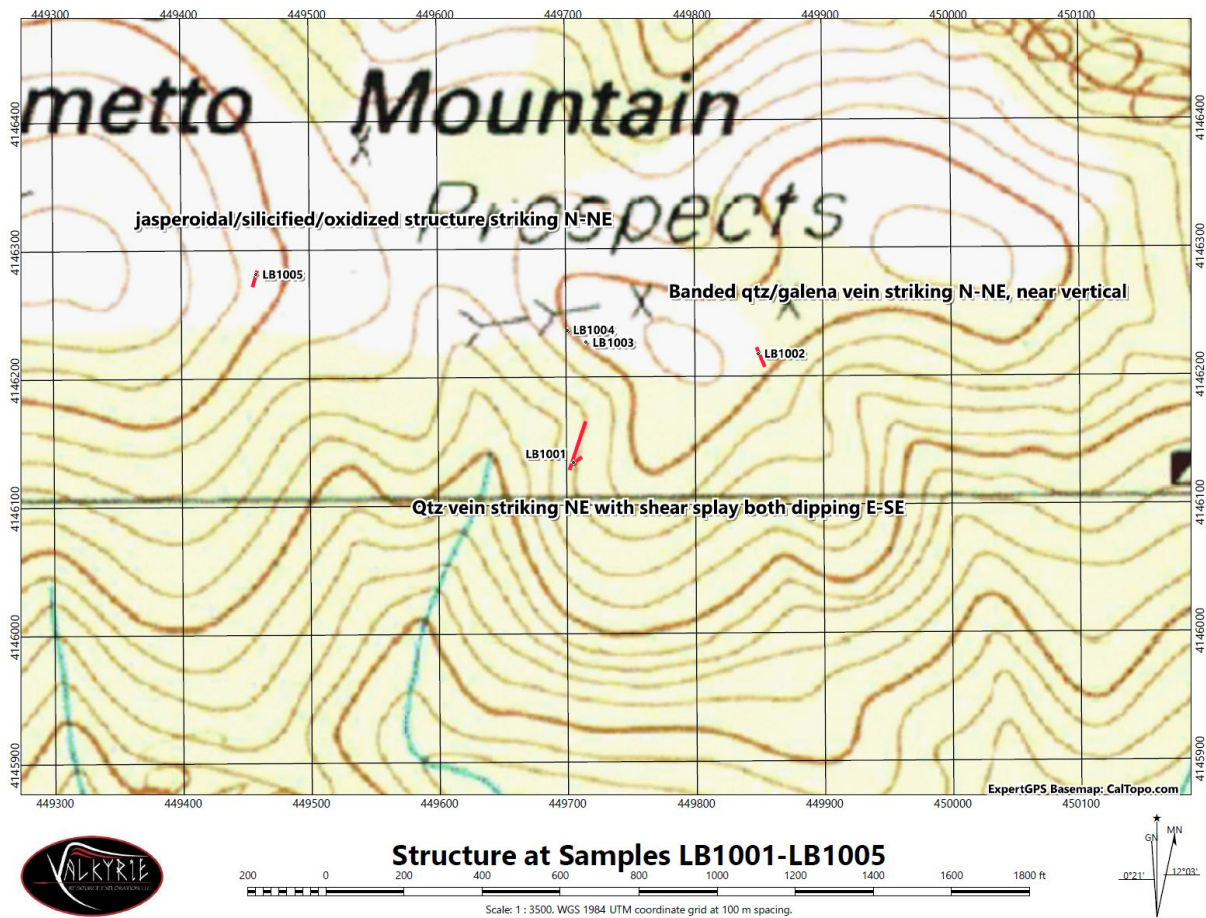 449300 449400 449500 449600 449700 449800 449900 450000 450100
metto Mountain
4146400 4146400
Prospects
jasperoidal/silicified/oxidized structure striking N-NE
4146300 4146300
LB1005
Banded qtz/galena vein striking N-NE, near vertical
LB1004
LB1003
LB1002
4146200 4146200
LB1001
4146100 4146100
Qtz vein striking NE with shear splay both dipping E-SE
4146000 4146000
4145900 4145900
ExpertGPS Basemap: CalTopo.com
449300 449400 449500 449600 449700 449800 449900 450000 450100
VALKYRIE
RESOURCE EXPLORATION LLC
Structure at Samples LB1001-LB1005
200 0 200 400 600 800 1000 1200 1400 1600 1800 ft
Scale: 1 : 3500. WGS 1984 UTM coordinate grid at 100 m spacing.
GN MN
0°21' 12°03'